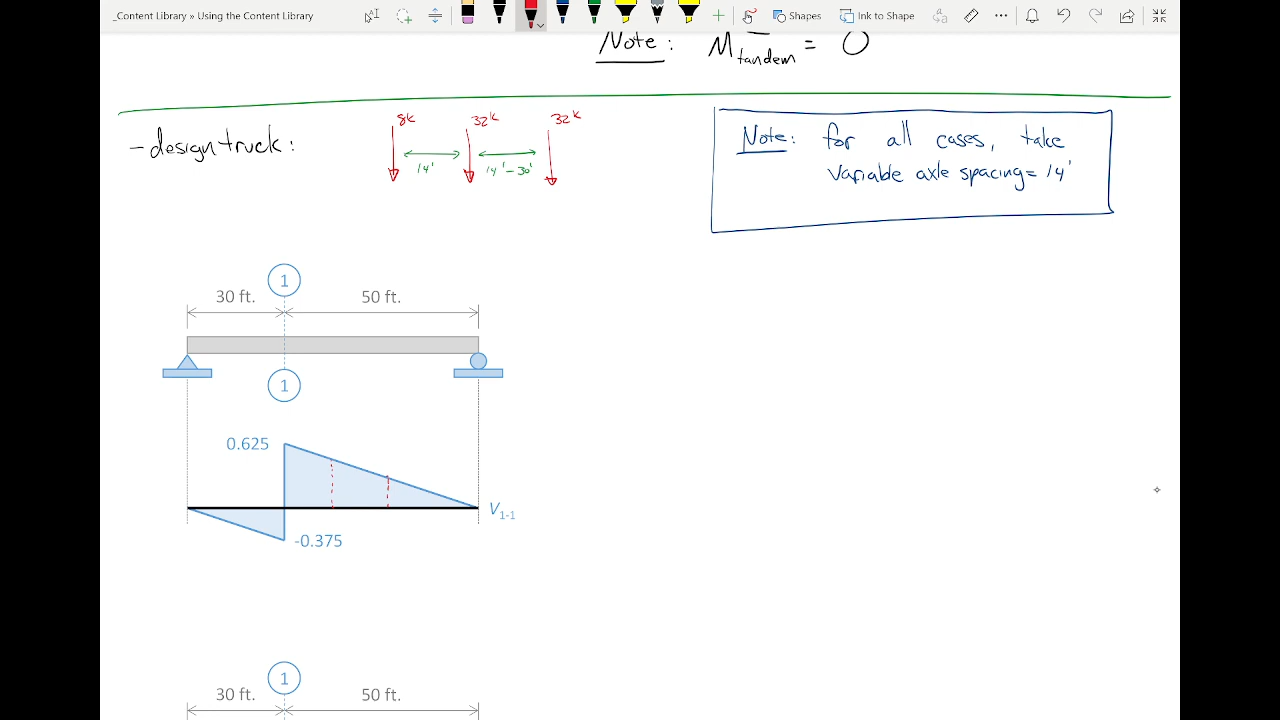 _Content Library » Using the Content Library
Shapes
Ink to Shape
Note: M tandem = 0
- design truck:
8k 32k 32k
14' 14'-30'
Note: for all cases, take
variable axle spacing = 14'
1
30 ft. 50 ft.
1
0.625
V1-1
-0.375
1
30 ft. 50 ft.